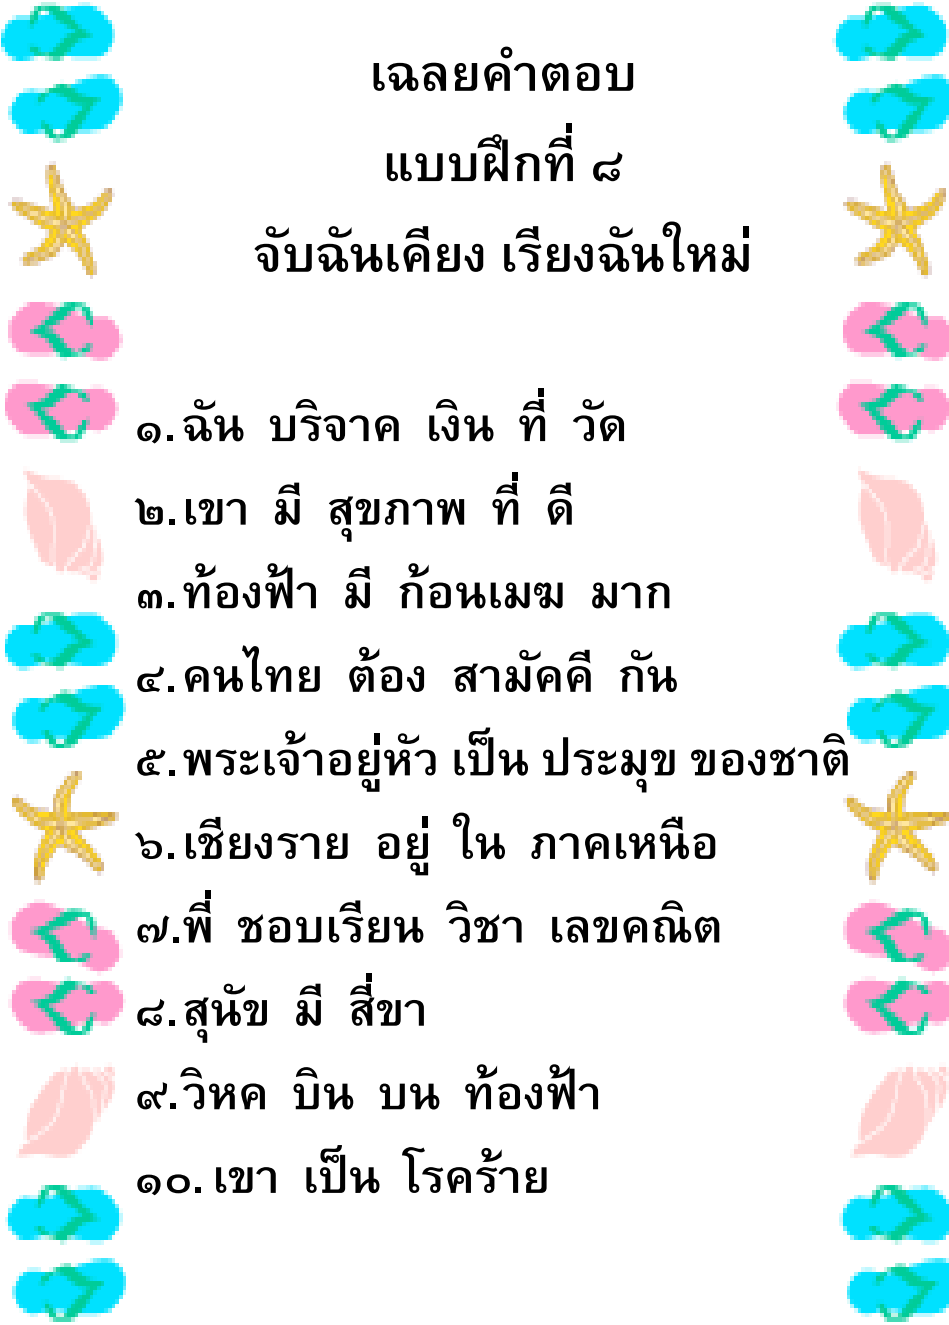 เฉลยคำตอบ
แบบฝึกที่ ๘
จับฉันเคียง เรียงฉันใหม่
๑. ฉัน บริจาค เงิน ที่ วัด
๒. เขา มี สุขภาพ ที่ ดี
๓. ท้องฟ้า มี ก้อนเมฆ มาก
๔. คนไทย ต้อง สามัคคี กัน
๕. พระเจ้าอยู่หัว เป็น ประมุข ของชาติ
๖. เชียงราย อยู่ ใน ภาคเหนือ
๗. พี่ ชอบเรียน วิชา เลขคณิต
๘. สุนัข มี สี่ขา
๙. วิหค บิน บน ท้องฟ้า
๑๐. เขา เป็น โรคร้าย